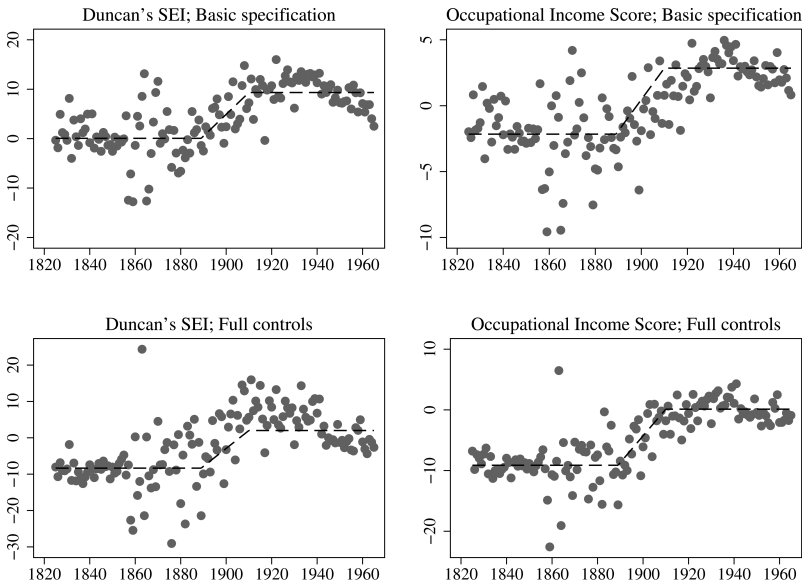 Duncan's SEI; Basic specification
20
10
0
−10
−20
1820 1840 1860 1880 1900 1920 1940 1960
Occupational Income Score; Basic specification
5
0
−5
−10
1820 1840 1860 1880 1900 1920 1940 1960
Duncan's SEI; Full controls
20
10
0
−10
−20
−30
1820 1840 1860 1880 1900 1920 1940 1960
Occupational Income Score; Full controls
10
0
−10
−20
1820 1840 1860 1880 1900 1920 1940 1960